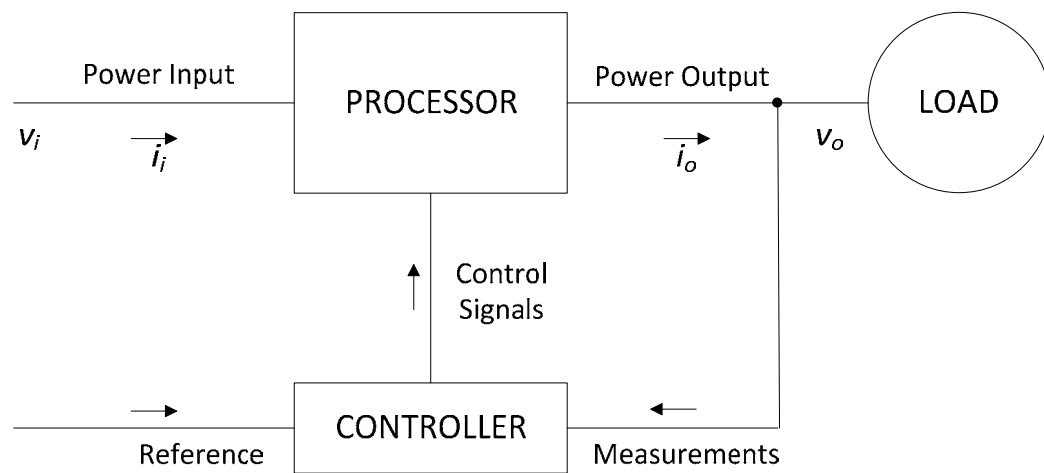 Power Input
PROCESSOR
Power Output
LOAD
vi
ii
io
vo
Control
Signals
CONTROLLER
Reference
Measurements